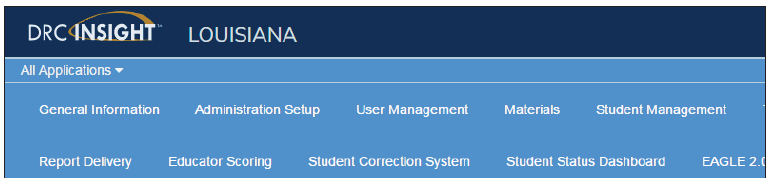 DRC INSIGHT™ LOUISIANA
All Applications
General Information Administration Setup User Management Materials Student Management
Report Delivery Educator Scoring Student Correction System Student Status Dashboard EAGLE 2.0